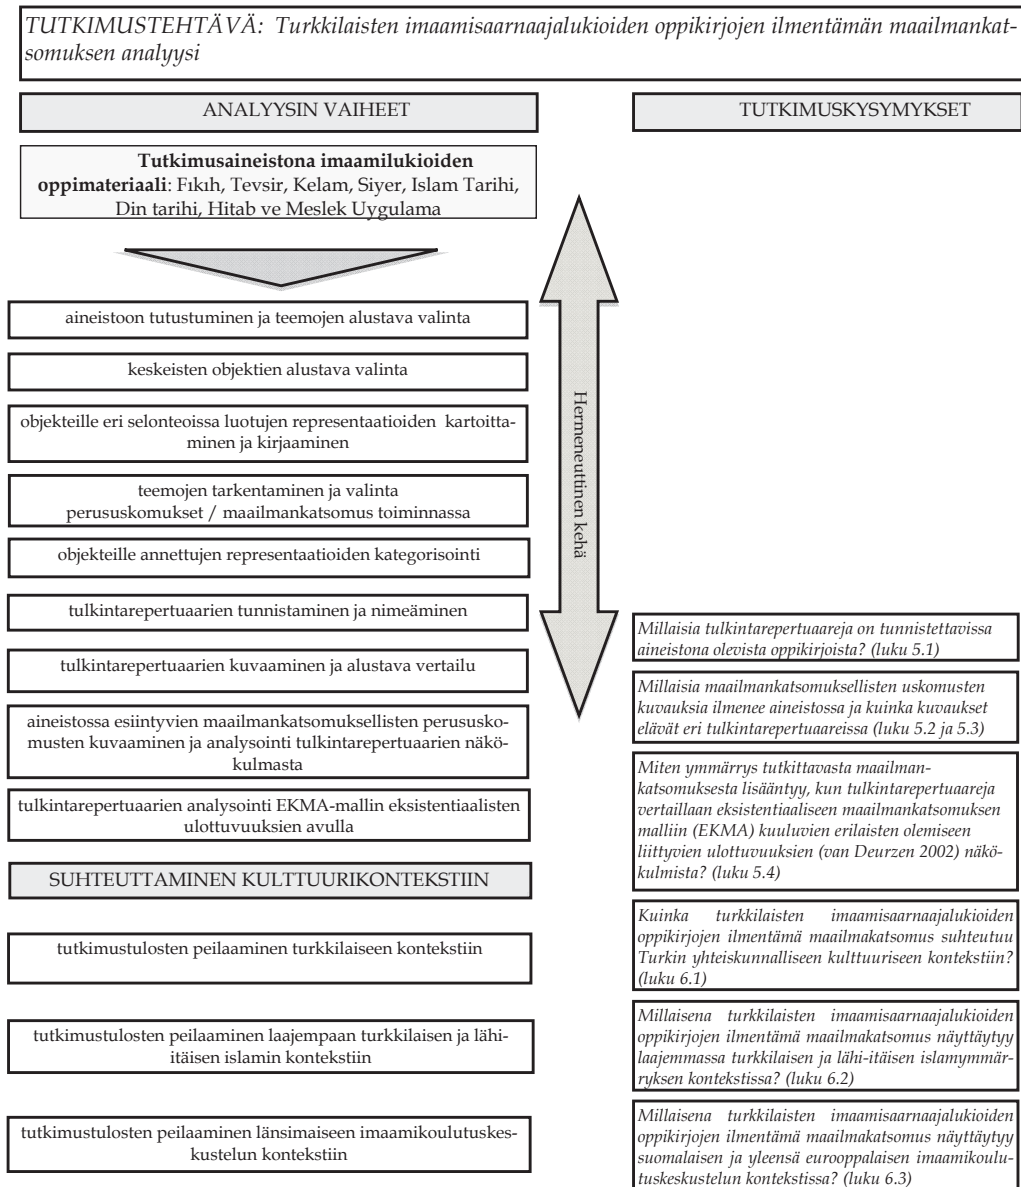 TUTKIMUSTEHTÄVÄ: Turkkilaisten imaamisaarnaajalukioiden oppikirjojen ilmentämän maailmankat-
somuksen analyysi
ANALYYSIN VAIHEET
Tutkimusaineistona imaamilukioiden
oppimateriaali: Fıkıh, Tevsir, Kelam, Siyer, Islam Tarihi,
Din tarihi, Hitab ve Meslek Uygulama
aineistoon tutustuminen ja teemojen alustava valinta
keskeisten objektien alustava valinta
objekteille eri selonteoissa luotujen representaatioiden kartoitta-
minen ja kirjaaminen
teemojen tarkentaminen ja valinta
perususkomukset / maailmankatsomus toiminnassa
objekteille annettujen representaatioiden kategorisointi
tulkintarepertuaarien tunnistaminen ja nimeäminen
tulkintarepertuaarien kuvaaminen ja alustava vertailu
aineistossa esiintyvien maailmankatsomuksellisten perususko-
musten kuvaaminen ja analysointi tulkintarepertuaarien näkö-
kulmasta
tulkintarepertuaarien analysointi EKMA-mallin eksistentiaalisten
ulottuvuuksien avulla
SUHTEUTTAMINEN KULTTUURIKONTEKSTIIN
tutkimustulosten peilaaminen turkkilaiseen kontekstiin
tutkimustulosten peilaaminen laajempaan turkkilaisen ja lähi-
itäisen islamin kontekstiin
tutkimustulosten peilaaminen länsimaiseen imaamikoulutuskes-
kustelun kontekstiin
Hermeneuttinen kehä
TUTKIMUSKYSYMYKSET
Millaisia tulkintarepertuaareja on tunnistettavissa
aineistona olevista oppikirjoista? (luku 5.1)
Millaisia maailmankatsomuksellisten uskomusten
kuvauksia ilmenee aineistossa ja kuinka kuvaukset
elävät eri tulkintarepertuaareissa (luku 5.2 ja 5.3)
Miten ymmärrys tutkittavasta maailman-
katsomuksesta lisääntyy, kun tulkintarepertuaareja
vertaillaan eksistentiaaliseen maailmankatsomuksen
malliin (EKMA) kuuluvien erilaisten olemiseen
liittyvien ulottuvuuksien (van Deurzen 2002) näkö-
kulmista? (luku 5.4)
Kuinka turkkilaisten imaamisaarnaajalukioiden
oppikirjojen ilmentämä maailmakatsomus suhteutuu
Turkin yhteiskunnalliseen kulttuuriseen kontekstiin?
(luku 6.1)
Millaisena turkkilaisten imaamisaarnaajalukioiden
oppikirjojen ilmentämä maailmakatsomus näyttäytyy
laajemmassa turkkilaisen ja lähi-itäisen islamymmär-
ryksen kontekstissa? (luku 6.2)
Millaisena turkkilaisten imaamisaarnaajalukioiden
oppikirjojen ilmentämä maailmakatsomus näyttäytyy
suomalaisen ja yleensä eurooppalaisen imaamikoulu-
tuskeskustelun kontekstissa? (luku 6.3)